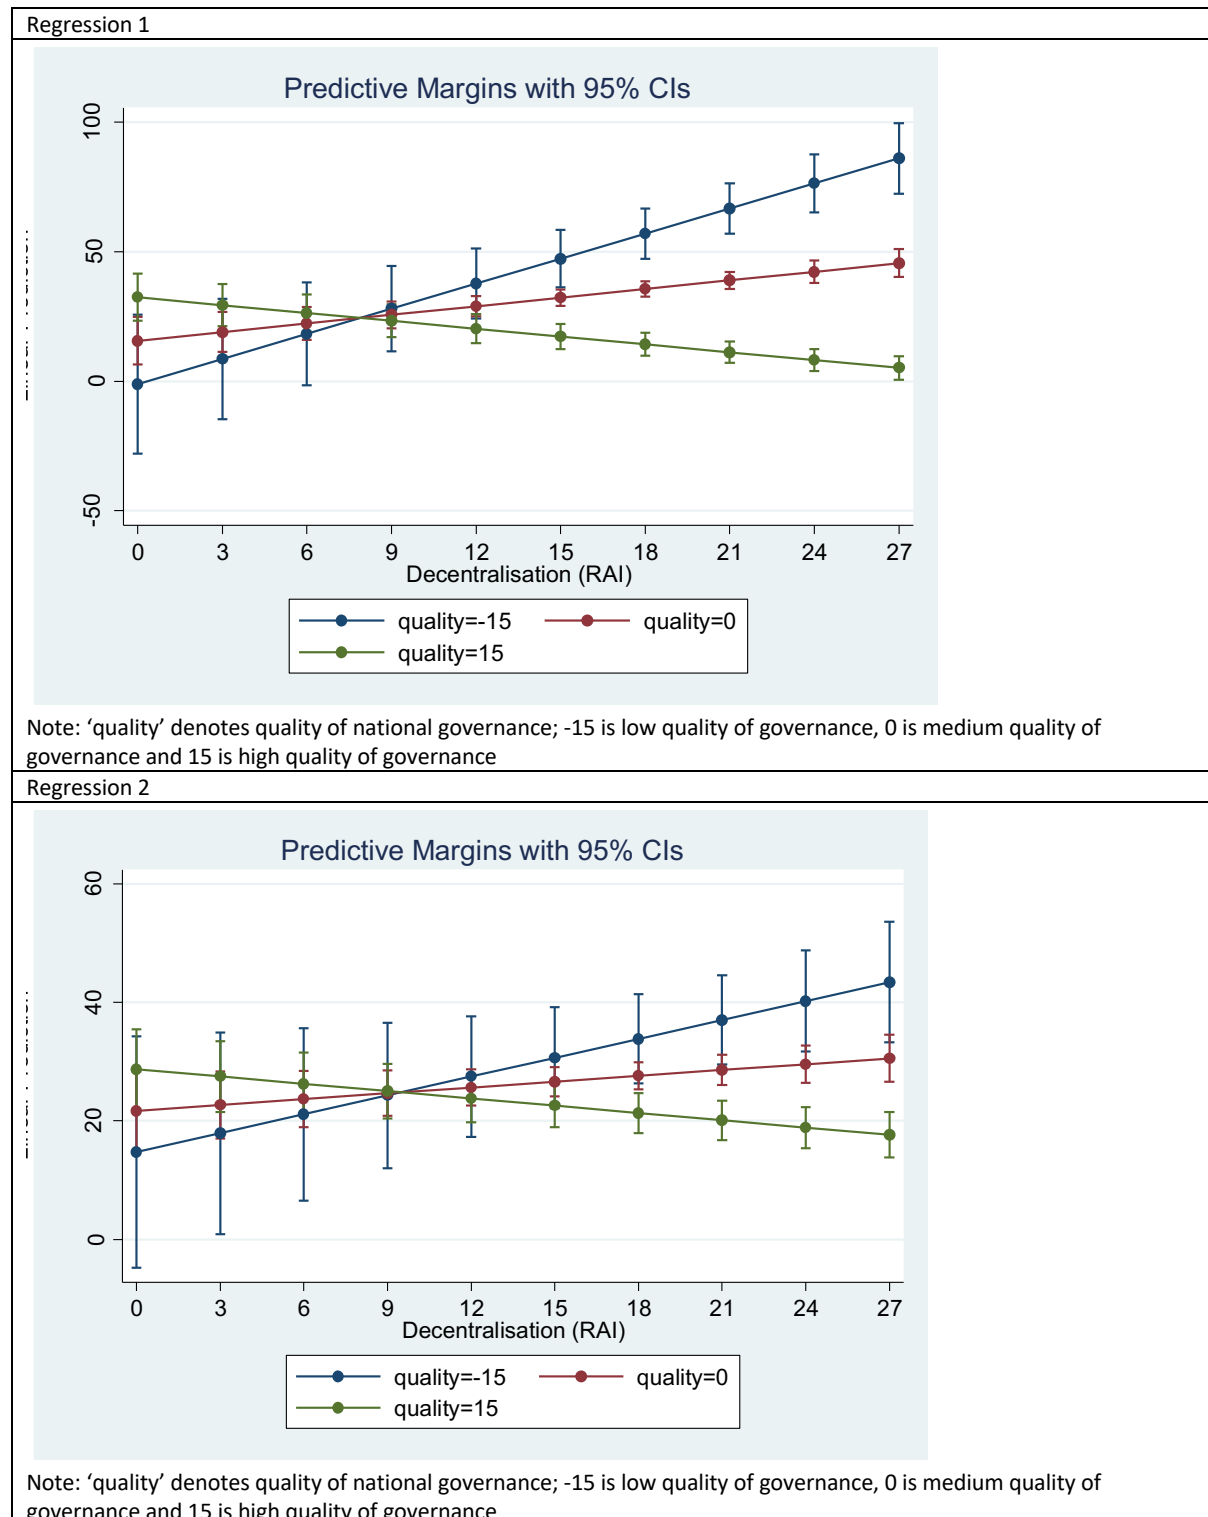 Regression 1
Predictive Margins with 95% CIs
100
50
0
-50
0 3 6 9 12 15 18 21 24 27
Decentralisation (RAI)
quality=-15 quality=0
quality=15
Note: ‘quality’ denotes quality of national governance; -15 is low quality of governance, 0 is medium quality of
governance and 15 is high quality of governance
Regression 2
Predictive Margins with 95% CIs
60
40
20
0
0 3 6 9 12 15 18 21 24 27
Decentralisation (RAI)
quality=-15 quality=0
quality=15
Note: ‘quality’ denotes quality of national governance; -15 is low quality of governance, 0 is medium quality of
governance and 15 is high quality of governance